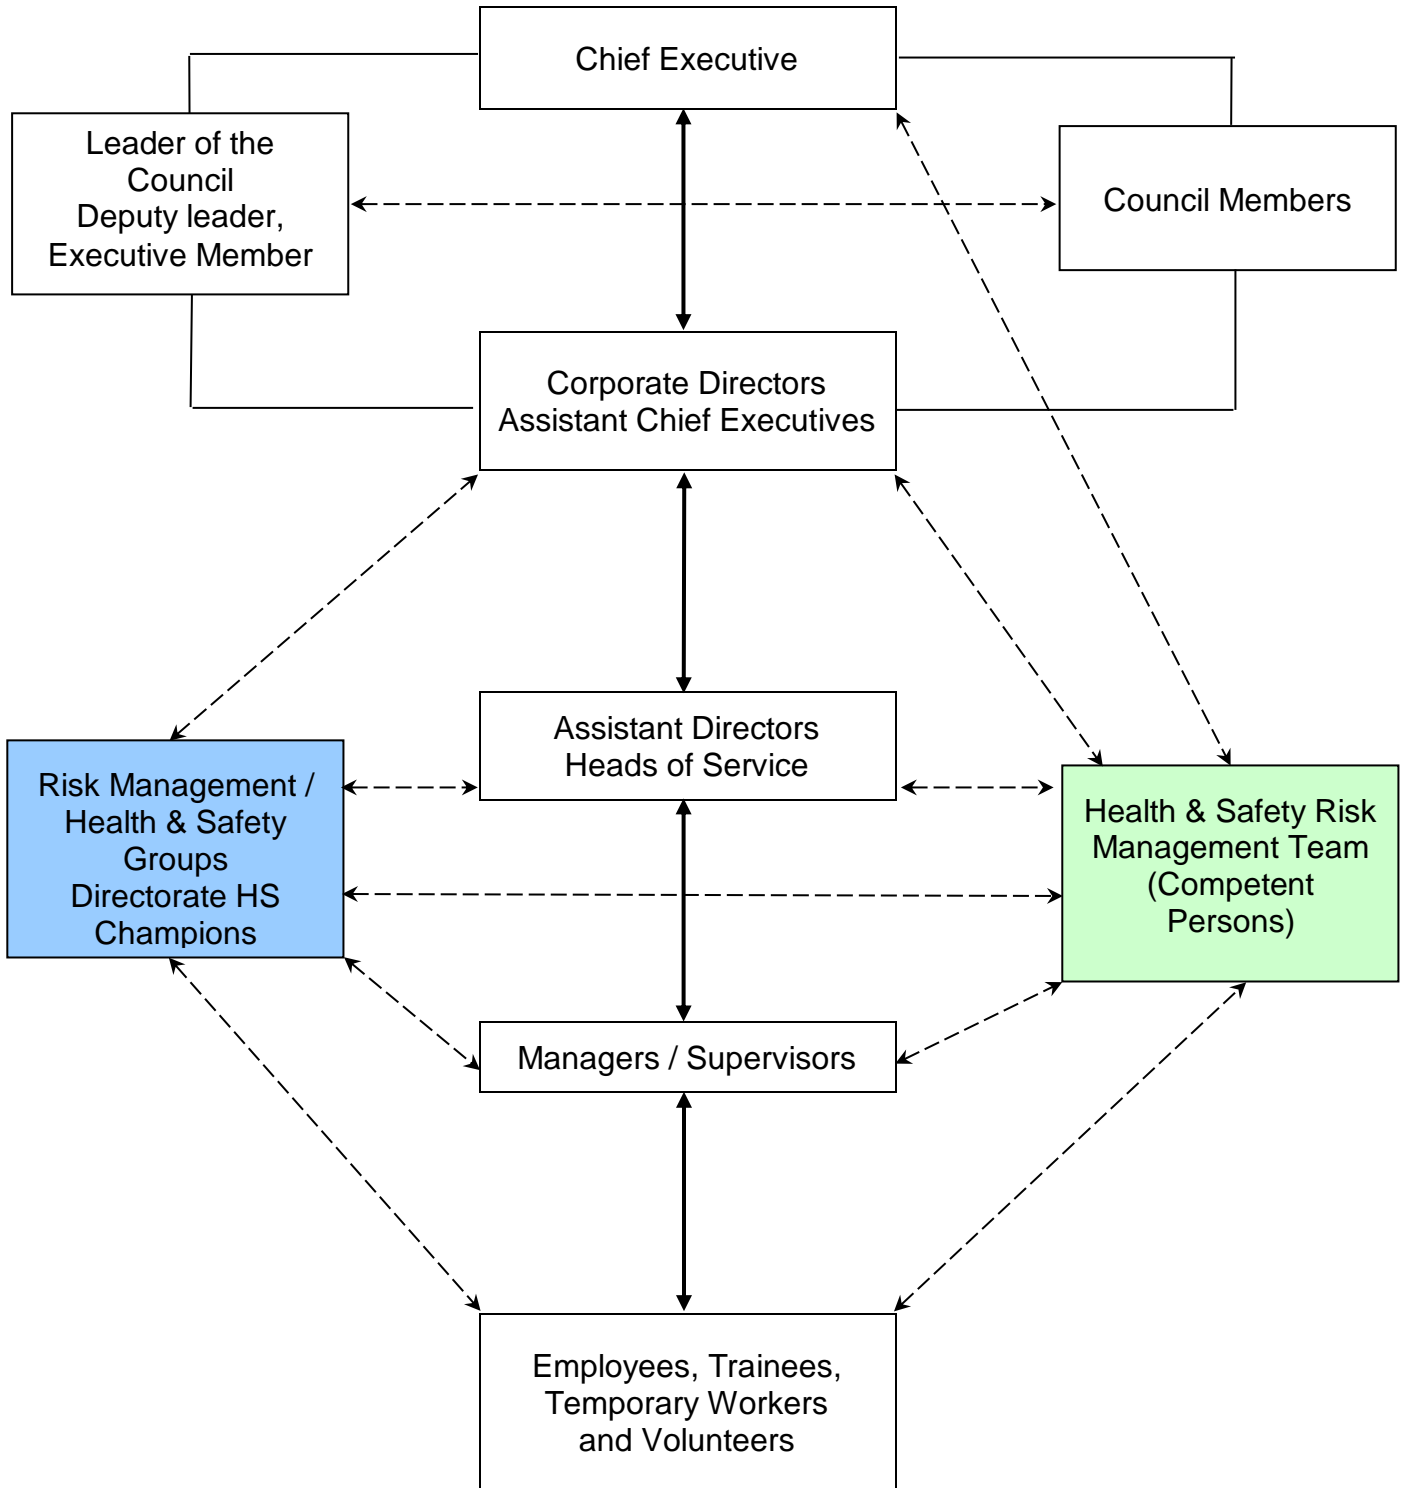 Chief Executive
Leader of the
Council
Deputy leader,
Executive Member
Council Members
Corporate Directors
Assistant Chief Executives
Assistant Directors
Heads of Service
Risk Management /
Health & Safety
Groups
Directorate HS
Champions
Health & Safety Risk
Management Team
(Competent
Persons)
Managers / Supervisors
Employees, Trainees,
Temporary Workers
and Volunteers